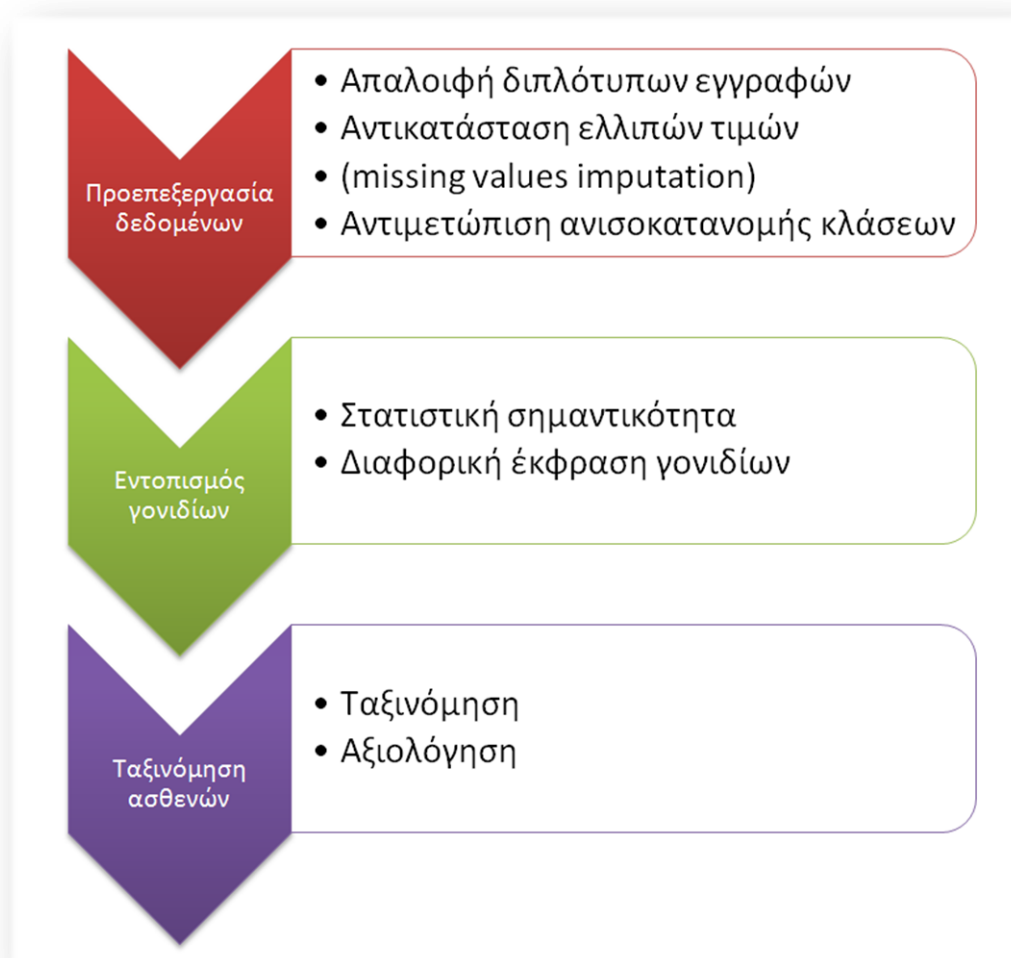 Προεπεξεργασία
δεδομένων
• Απαλοιφή διπλότυπων εγγραφών
• Αντικατάσταση ελλιπών τιμών
• (missing values imputation)
• Αντιμετώπιση ανισοκατανομής κλάσεων
Εντοπισμός
γονιδίων
• Στατιστική σημαντικότητα
• Διαφορική έκφραση γονιδίων
Ταξινόμηση
ασθενών
• Ταξινόμηση
• Αξιολόγηση